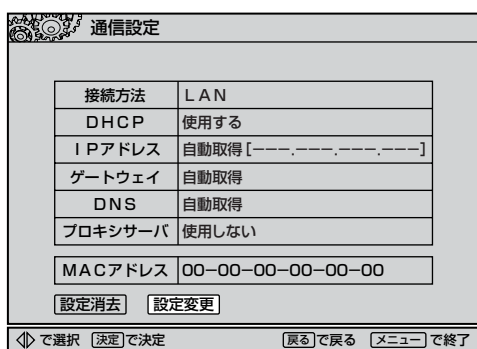 通信設定
接続方法 LAN
DHCP 使用する
IPアドレス 自動取得[−−−.−−−.−−−.−−−]
ゲートウェイ 自動取得
DNS 自動取得
プロキシサーバ 使用しない
MACアドレス 00−00−00−00−00−00
設定消去 設定変更
で選択 決定 で決定 戻る で戻る メニュー で終了